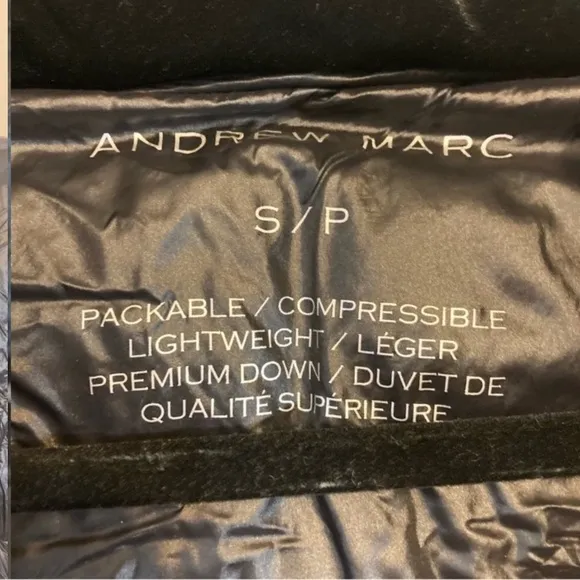 ANDREW MARC
S / P
PACKABLE / COMPRESSIBLE
LIGHTWEIGHT / LÉGER
PREMIUM DOWN / DUVET DE
QUALITÉ SUPÉRIEURE